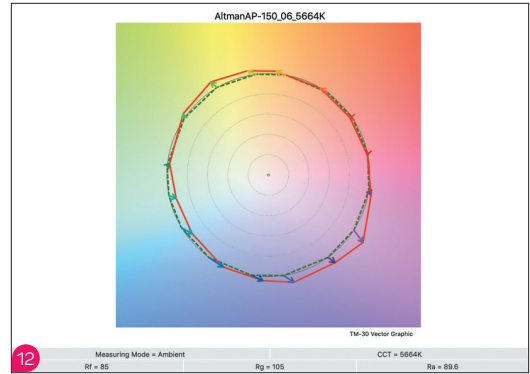 AltmanAP-150_06_5664K
TM-30 Vector Graphic
12
Measuring Mode = Ambient CCT = 5664K
Rf = 85 Rg = 105 Ra = 89.6